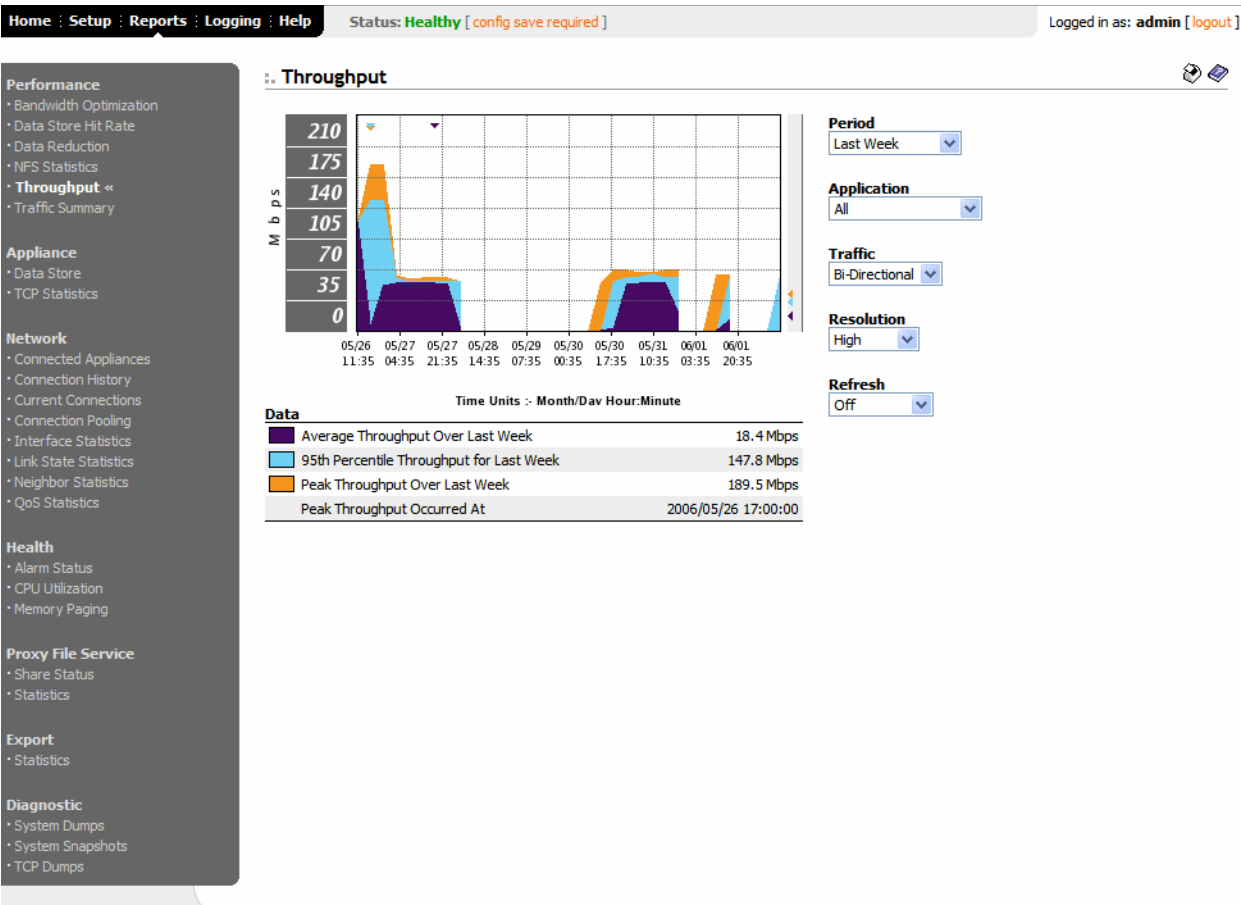 Home Setup Reports Logging Help
Status: Healthy [ config save required ]
Logged in as: admin [ logout ]
Performance
· Bandwidth Optimization
· Data Store Hit Rate
· Data Reduction
· NFS Statistics
· Throughput «
· Traffic Summary
Appliance
· Data Store
· TCP Statistics
Network
· Connected Appliances
· Connection History
· Current Connections
· Connection Pooling
· Interface Statistics
· Link State Statistics
· Neighbor Statistics
· QoS Statistics
Health
· Alarm Status
· CPU Utilization
· Memory Paging
Proxy File Service
· Share Status
· Statistics
Export
· Statistics
Diagnostic
· System Dumps
· System Snapshots
· TCP Dumps
:. Throughput
Mbps
210
175
140
105
70
35
0
05/26 05/27 05/27 05/28 05/29 05/30 05/30 05/31 06/01 06/01
11:35 04:35 21:35 14:35 07:35 00:35 17:35 10:35 03:35 20:35
Time Units :- Month/Day Hour:Minute
Data
Average Throughput Over Last Week 18.4 Mbps
95th Percentile Throughput for Last Week 147.8 Mbps
Peak Throughput Over Last Week 189.5 Mbps
Peak Throughput Occurred At 2006/05/26 17:00:00
Period
Last Week
Application
All
Traffic
Bi-Directional
Resolution
High
Refresh
Off